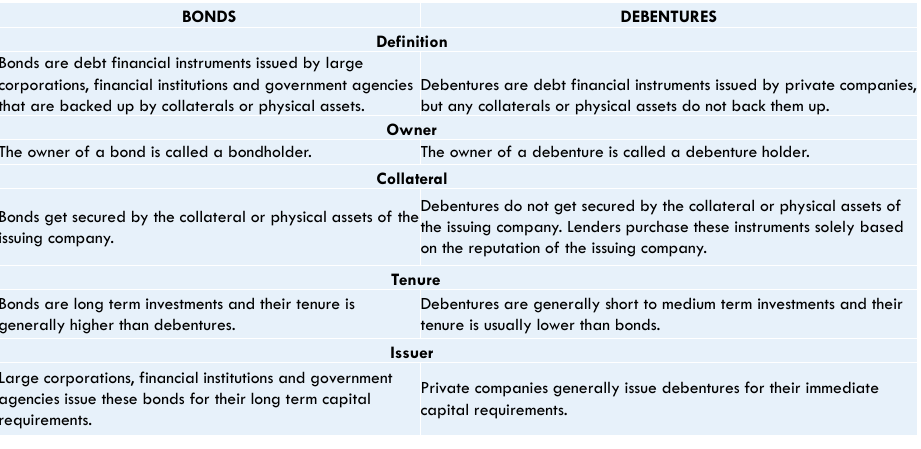 BONDS DEBENTURES
Definition
Bonds are debt financial instruments issued by large
corporations, financial institutions and government agencies
that are backed up by collaterals or physical assets.
Debentures are debt financial instruments issued by private companies,
but any collaterals or physical assets do not back them up.
Owner
The owner of a bond is called a bondholder.
The owner of a debenture is called a debenture holder.
Collateral
Bonds get secured by the collateral or physical assets of the
issuing company.
Debentures do not get secured by the collateral or physical assets of
the issuing company. Lenders purchase these instruments solely based
on the reputation of the issuing company.
Tenure
Bonds are long term investments and their tenure is
generally higher than debentures.
Debentures are generally short to medium term investments and their
tenure is usually lower than bonds.
Issuer
Large corporations, financial institutions and government
agencies issue these bonds for their long term capital
requirements.
Private companies generally issue debentures for their immediate
capital requirements.